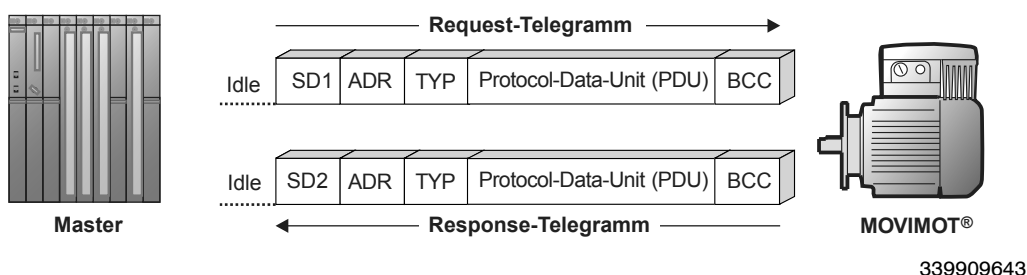 Request-Telegramm
Idle SD1 ADR TYP Protocol-Data-Unit (PDU) BCC
Idle SD2 ADR TYP Protocol-Data-Unit (PDU) BCC
Master Response-Telegramm MOVIMOT®
339909643